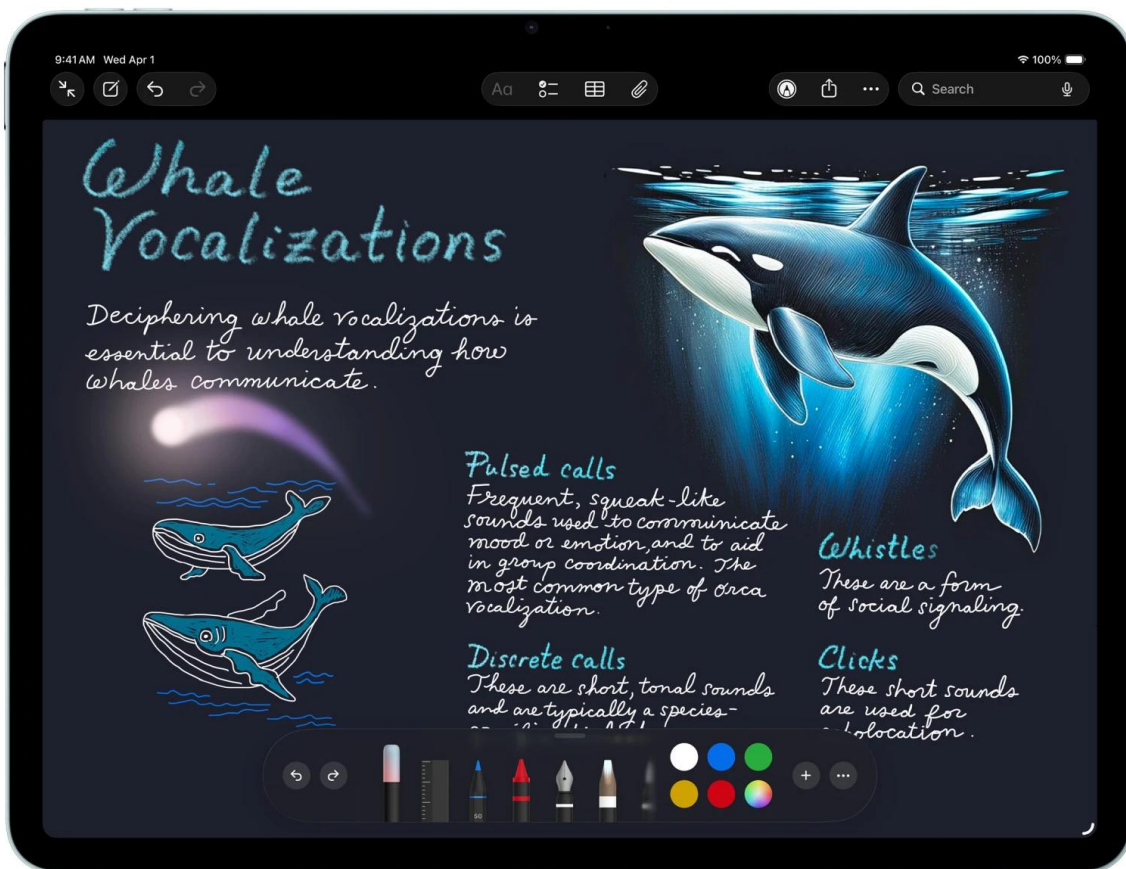 9:41 AM Wed Apr 1
100%
Aa
Search
Whale
Vocalizations
Deciphering whale vocalizations is
essential to understanding how
whales communicate.
Pulsed calls
Frequent, squeak-like
sounds used to communicate
mood or emotion, and to aid
in group coordination. The
most common type of orca
vocalization.
Discrete calls
These are short, tonal sounds
and are typically a species-
Whistles
These are a form
of social signaling.
Clicks
These short sounds
are used for
echolocation.